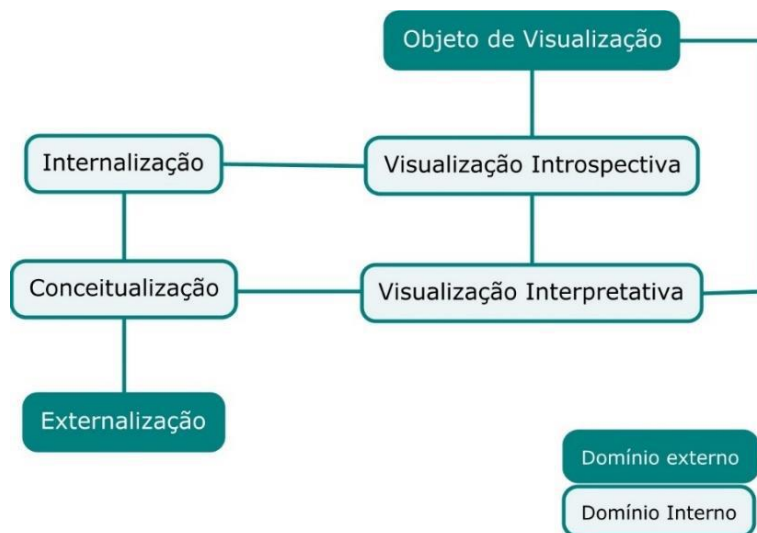 Objeto de Visualização
Internalização
Visualização Introspectiva
Conceitualização
Visualização Interpretativa
Externalização
Domínio externo
Domínio Interno